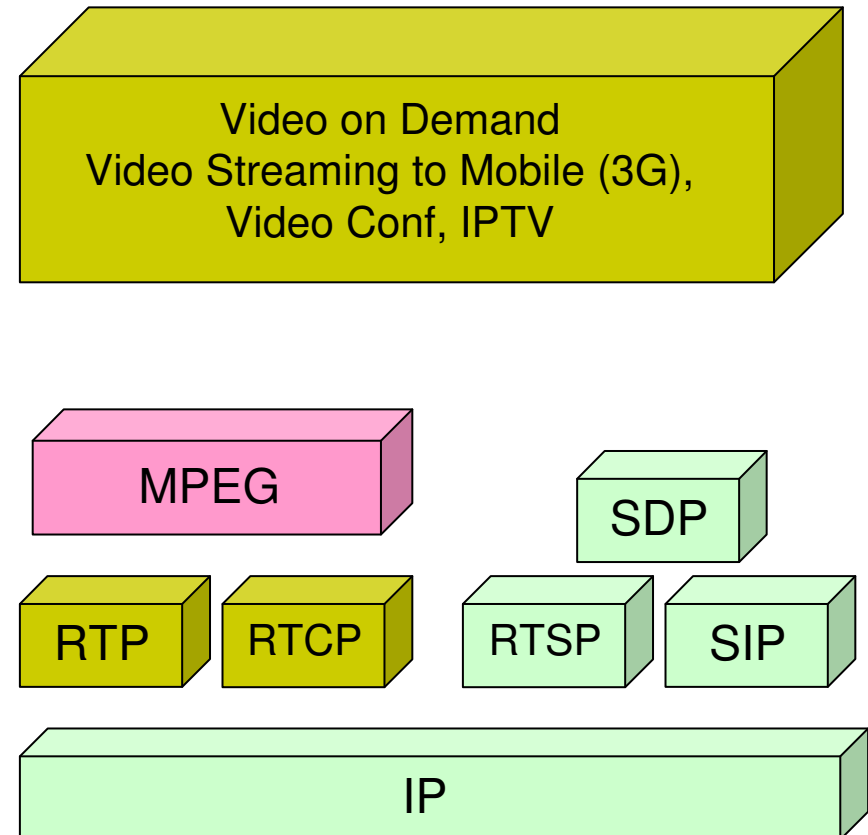 Video on Demand
Video Streaming to Mobile (3G),
Video Conf, IPTV
MPEG
SDP
RTP
RTCP
RTSP
SIP
IP